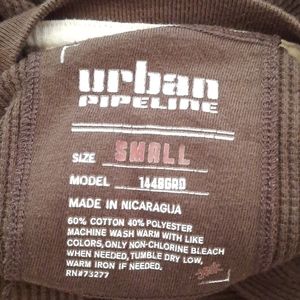 urban
PIPELINE
SIZE SMALL
MODEL 1448GRD
MADE IN NICARAGUA
60% COTTON 40% POLYESTER
MACHINE WASH WARM WITH LIKE
COLORS, ONLY NON-CHLORINE BLEACH
WHEN NEEDED, TUMBLE DRY LOW,
WARM IRON IF NEEDED.
RN#73277